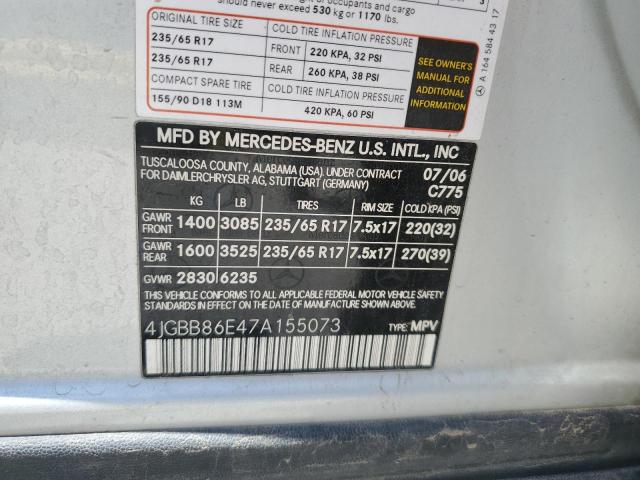 of occupants and cargo
should never exceed 530 kg or 1170 lbs.
3
ORIGINAL TIRE SIZE
COLD TIRE INFLATION PRESSURE
235/65 R17
FRONT 220 KPA, 32 PSI
235/65 R17
REAR 260 KPA, 38 PSI
COMPACT SPARE TIRE
COLD TIRE INFLATION PRESSURE
155/90 D18 113M
420 KPA, 60 PSI
SEE OWNER'S
MANUAL FOR
ADDITIONAL
INFORMATION
A 164 584 43 17
MFD BY MERCEDES-BENZ U.S. INTL., INC
TUSCALOOSA COUNTY, ALABAMA (USA), UNDER CONTRACT 07/06
FOR DAIMLERCHRYSLER AG, STUTTGART (GERMANY) C775
KG LB TIRES RIM SIZE COLD KPA (PSI)
GAWR FRONT 1400 3085 235/65 R17 7.5x17 220(32)
GAWR REAR 1600 3525 235/65 R17 7.5x17 270(39)
GVWR 2830 6235
THIS VEHICLE CONFORMS TO ALL APPLICABLE FEDERAL MOTOR VEHICLE SAFETY
STANDARDS IN EFFECT ON THE DATE OF MANUFACTURE SHOWN ABOVE.
4JGBB86E47A155073 TYPE: MPV